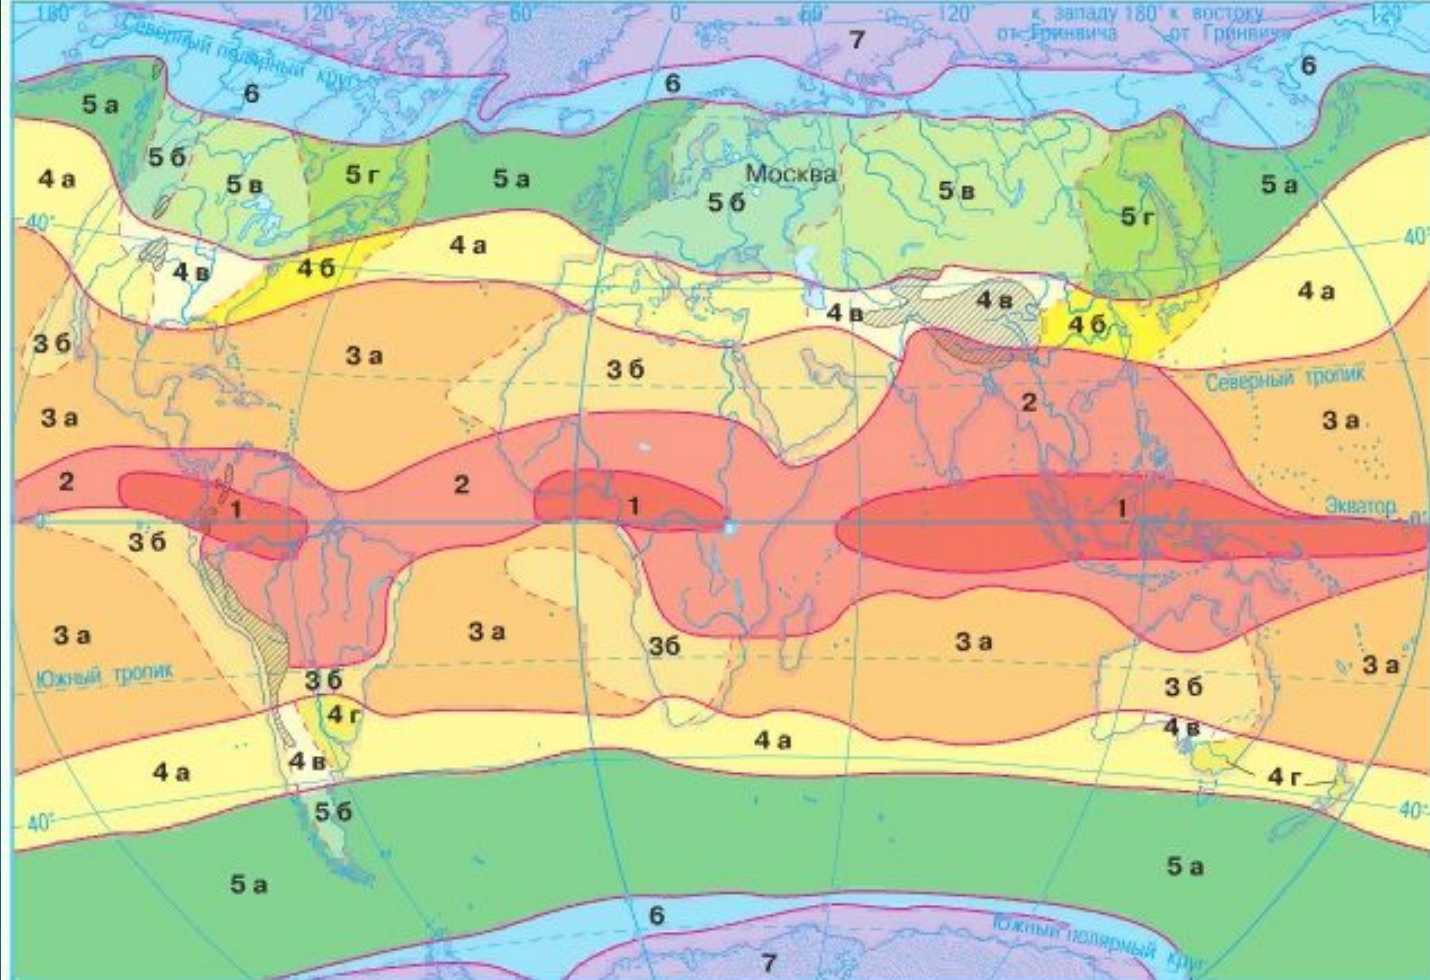 180° 120° 60° 0° 60° 120° к западу 180° к востоку 120°
от Гринвича от Гринвича
Северный полярный круг
7
6
6
6
5 а
5 б
5 в
5 г
5 а
Москва
5 б
5 в
5 г
5 а
4 а
40°
4 в
4 б
4 а
4 в
4 в
4 б
4 а
40°
3 б
3 а
3 б
Северный тропик
3 а
2
3 а
2
2
1
1
1
Экватор
0°
0°
3 б
3 а
3 а
3б
3 а
3 а
Южный тропик
3 б
3 б
4 г
4 в
4 а
4 а
4 в
4 г
40°
40°
5 б
5 а
5 а
6
Южный полярный круг
7